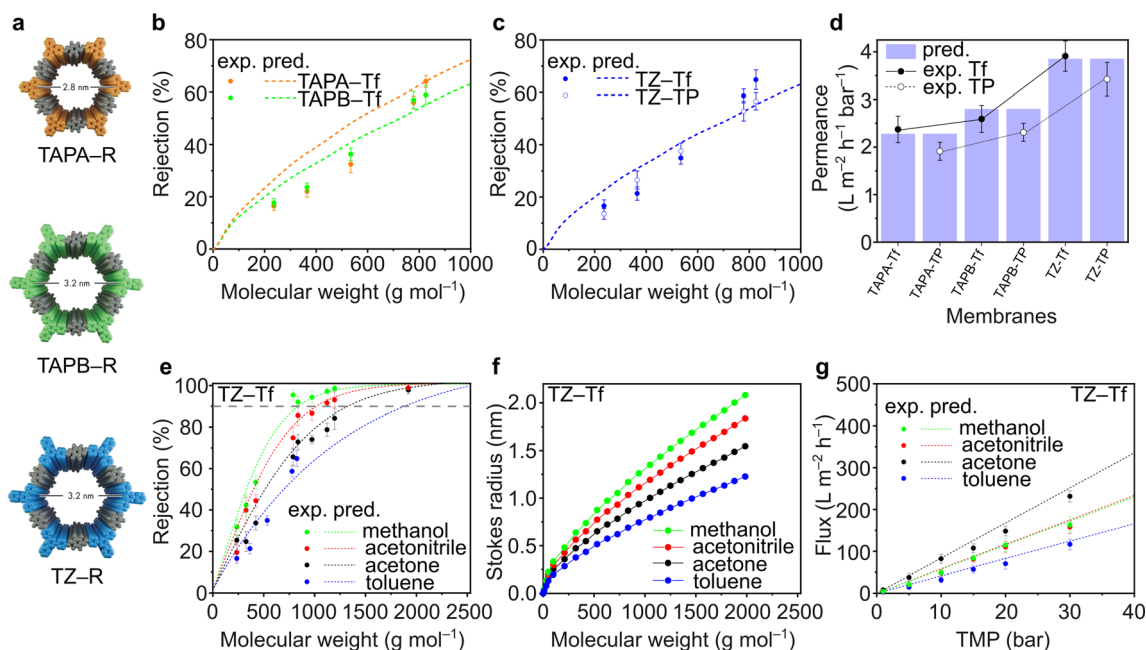 a
2.8 nm
TAPA–R
3.2 nm
TAPB–R
3.2 nm
TZ–R
b
80
60
40
20
0
Rejection (%)
exp. pred.
TAPA–Tf
TAPB–Tf
0 200 400 600 800 1000
Molecular weight (g mol⁻¹)
c
80
60
40
20
0
Rejection (%)
exp. pred.
TZ–Tf
TZ–TP
0 200 400 600 800 1000
Molecular weight (g mol⁻¹)
d
4
3
2
1
0
Permeance
(L m⁻² h⁻¹ bar⁻¹)
pred.
exp. Tf
exp. TP
TAPA-Tf
TAPA-TP
TAPB-Tf
TAPB-TP
TZ-Tf
TZ-TP
Membranes
e
TZ–Tf
100
80
60
40
20
0
Rejection (%)
exp. pred.
methanol
acetonitrile
acetone
toluene
0 500 1000 1500 2000 2500
Molecular weight (g mol⁻¹)
f
TZ–Tf
2.0
1.5
1.0
0.5
0.0
Stokes radius (nm)
methanol
acetonitrile
acetone
toluene
0 500 1000 1500 2000 2500
Molecular weight (g mol⁻¹)
g
TZ–Tf
500
400
300
200
100
0
Flux (L m⁻² h⁻¹)
exp. pred.
methanol
acetonitrile
acetone
toluene
0 10 20 30 40
TMP (bar)